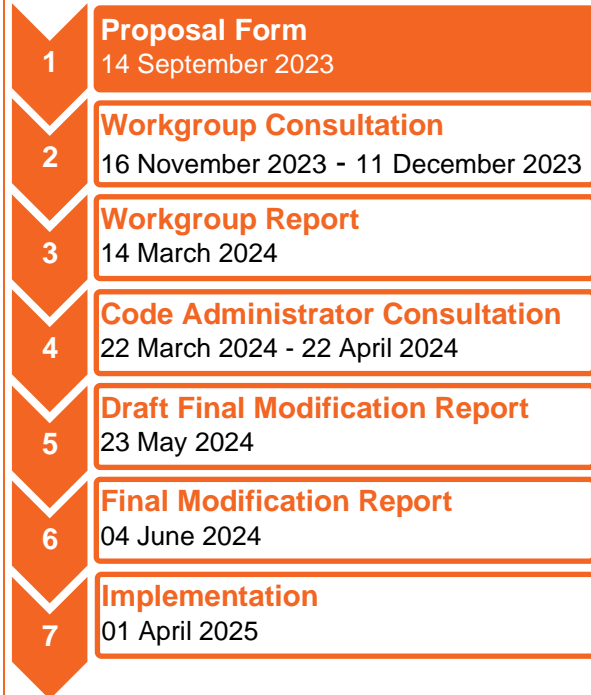 1
Proposal Form
14 September 2023
2
Workgroup Consultation
16 November 2023 - 11 December 2023
3
Workgroup Report
14 March 2024
4
Code Administrator Consultation
22 March 2024 - 22 April 2024
5
Draft Final Modification Report
23 May 2024
6
Final Modification Report
04 June 2024
7
Implementation
01 April 2025